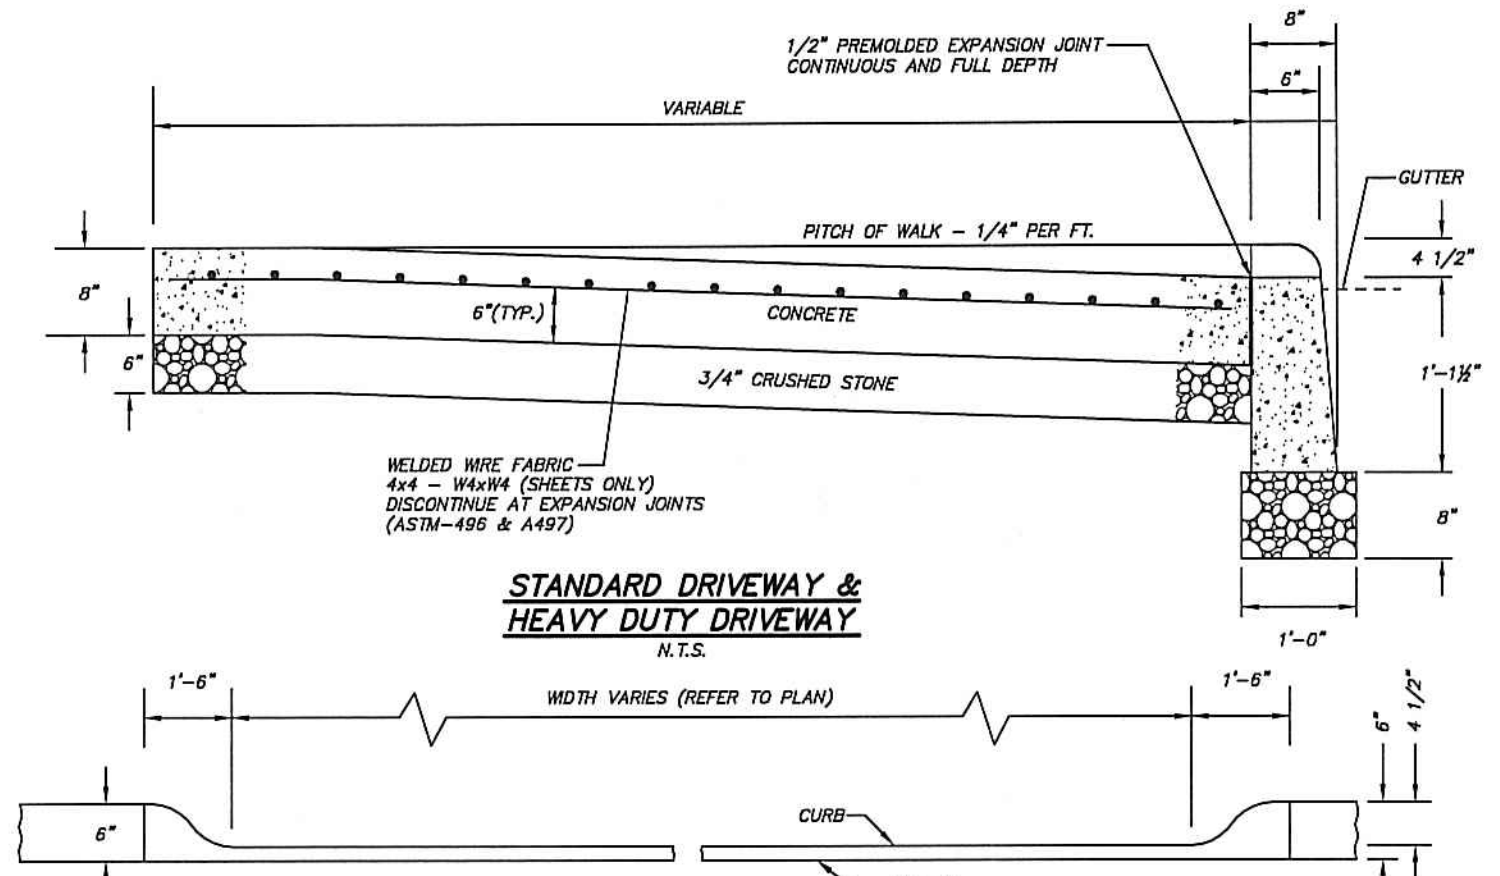 8"
1/2" PREMOLDED EXPANSION JOINT
CONTINUOUS AND FULL DEPTH
6"
VARIABLE
GUTTER
PITCH OF WALK - 1/4" PER FT.
4 1/2"
8"
6"(TYP.)
CONCRETE
6"
3/4" CRUSHED STONE
1'-1½"
WELDED WIRE FABRIC
4x4 - W4xW4 (SHEETS ONLY)
DISCONTINUE AT EXPANSION JOINTS
(ASTM-496 & A497)
8"
STANDARD DRIVEWAY &
HEAVY DUTY DRIVEWAY
N.T.S.
1'-0"
1'-6"
WIDTH VARIES (REFER TO PLAN)
1'-6"
6"
4 1/2"
CURB
6"